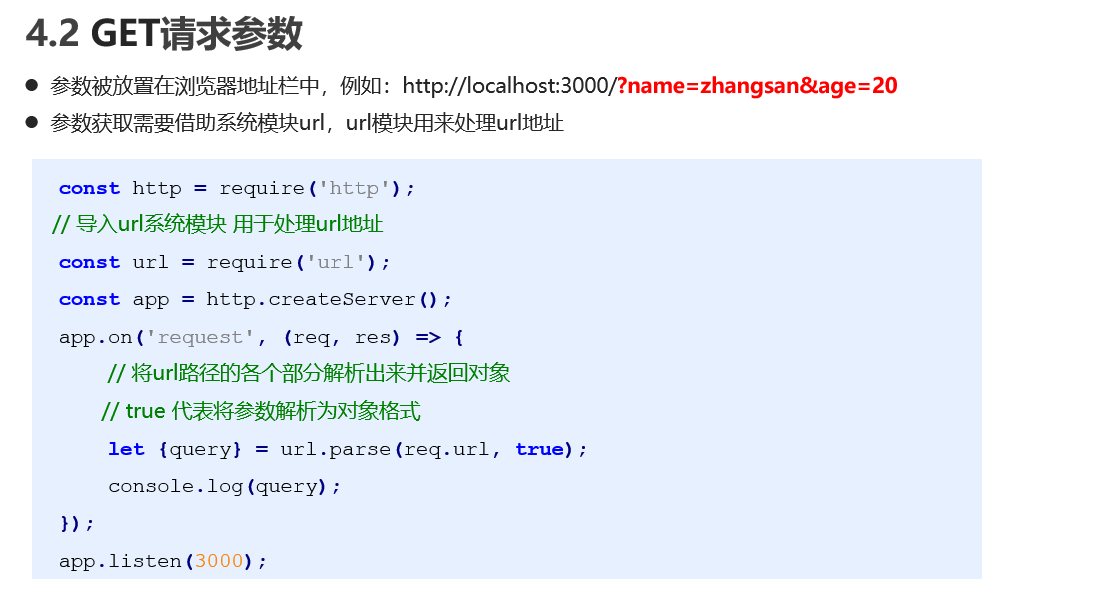 4.2 GET请求参数
● 参数被放置在浏览器地址栏中，例如：http://localhost:3000/?name=zhangsan&age=20
● 参数获取需要借助系统模块url，url模块用来处理url地址
const http = require('http');
// 导入url系统模块 用于处理url地址
const url = require('url');
const app = http.createServer();
app.on('request', (req, res) => {
    // 将url路径的各个部分解析出来并返回对象
    // true 代表将参数解析为对象格式
    let {query} = url.parse(req.url, true);
    console.log(query);
});
app.listen(3000);